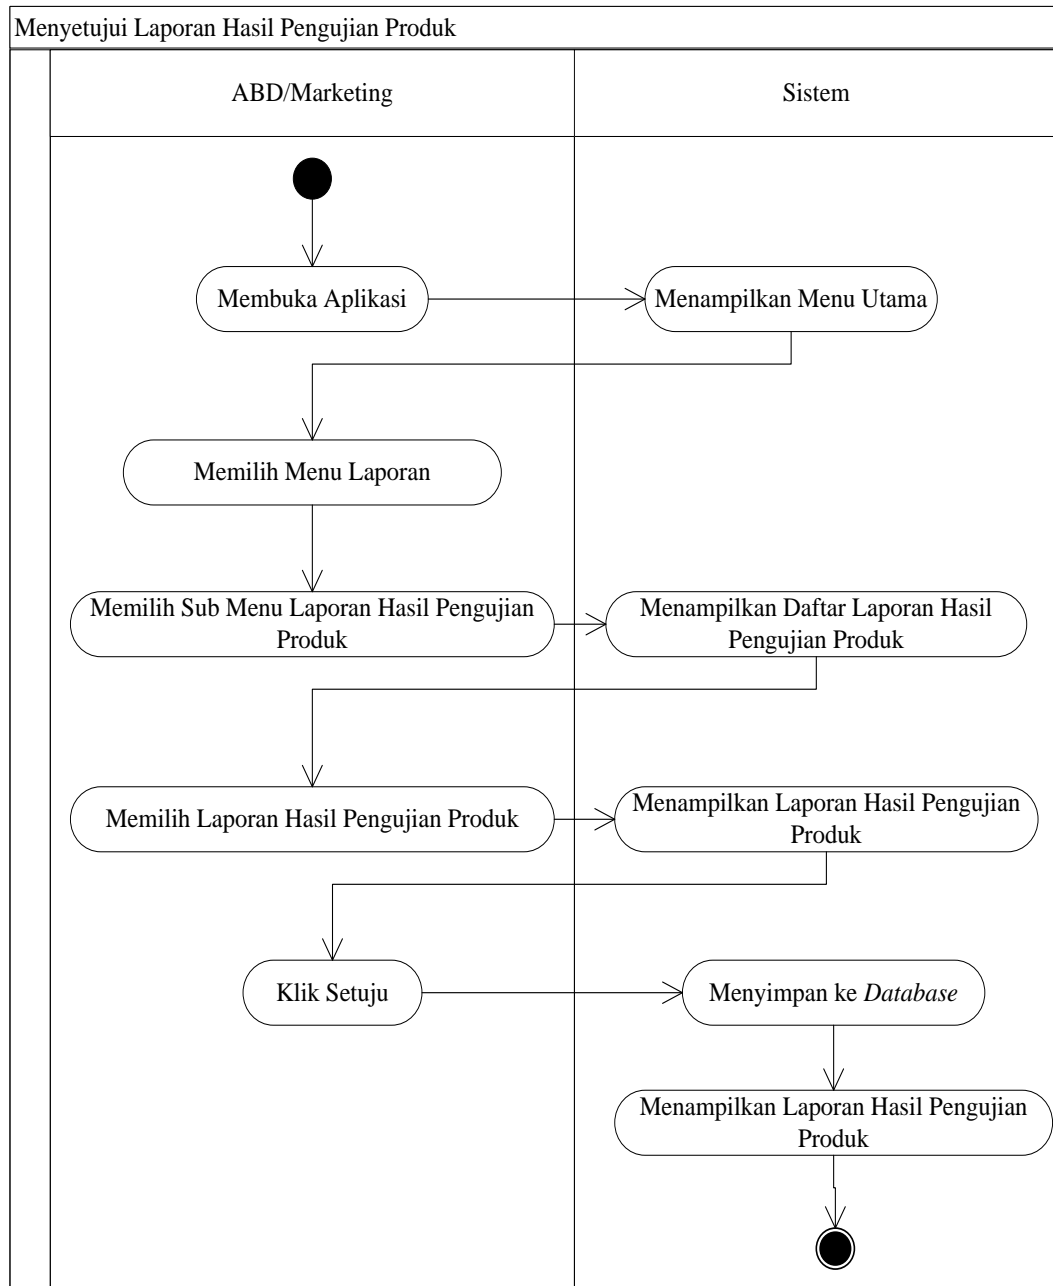 Menyetujui Laporan Hasil Pengujian Produk
ABD/Marketing
Sistem
Membuka Aplikasi
Menampilkan Menu Utama
Memilih Menu Laporan
Memilih Sub Menu Laporan Hasil Pengujian
Produk
Menampilkan Daftar Laporan Hasil
Pengujian Produk
Memilih Laporan Hasil Pengujian Produk
Menampilkan Laporan Hasil Pengujian
Produk
Klik Setuju
Menyimpan ke Database
Menampilkan Laporan Hasil Pengujian
Produk